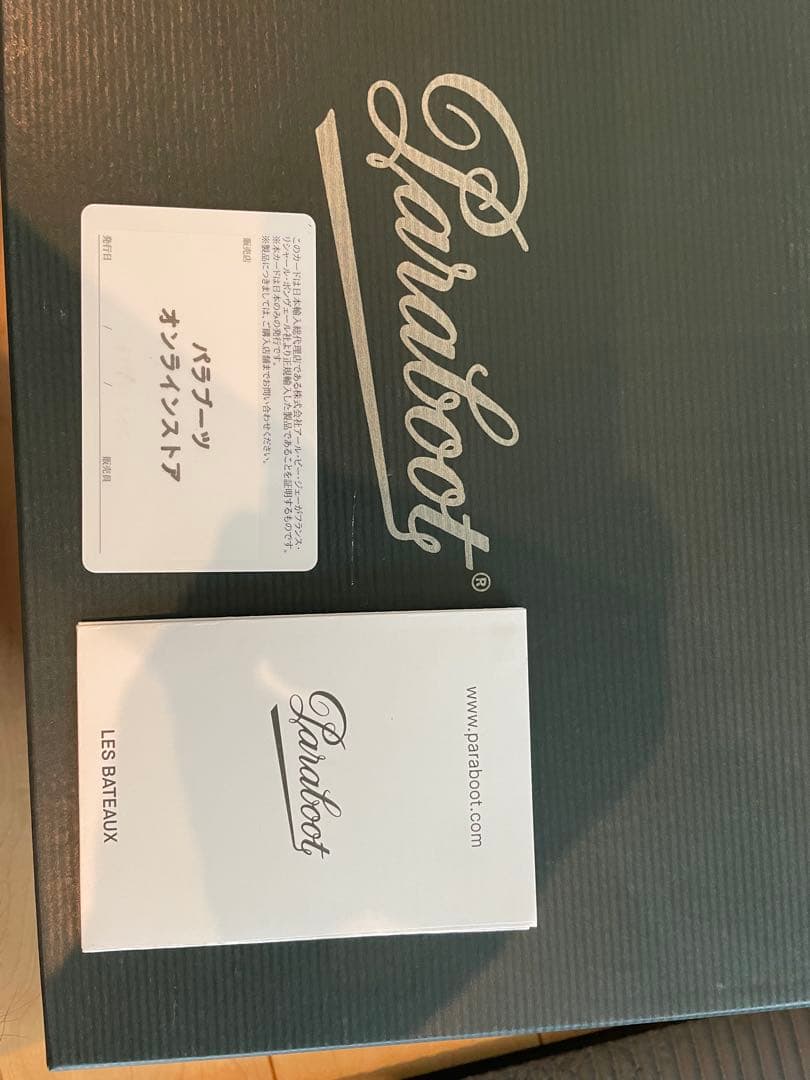 Paraboot®
このカードは日本輸入総代理店である株式会社アール・ピー・ジェーがフランス・
リシャール・ポンヴェール社より正規輸入した製品であることを証明するものです。
※本カードは日本のみの発行です。
※製品につきましては、ご購入店舗までお問い合わせください。
販売店
パラブーツ
オンラインストア
発行日 / / 販売員
www.paraboot.com
Paraboot
LES BATEAUX